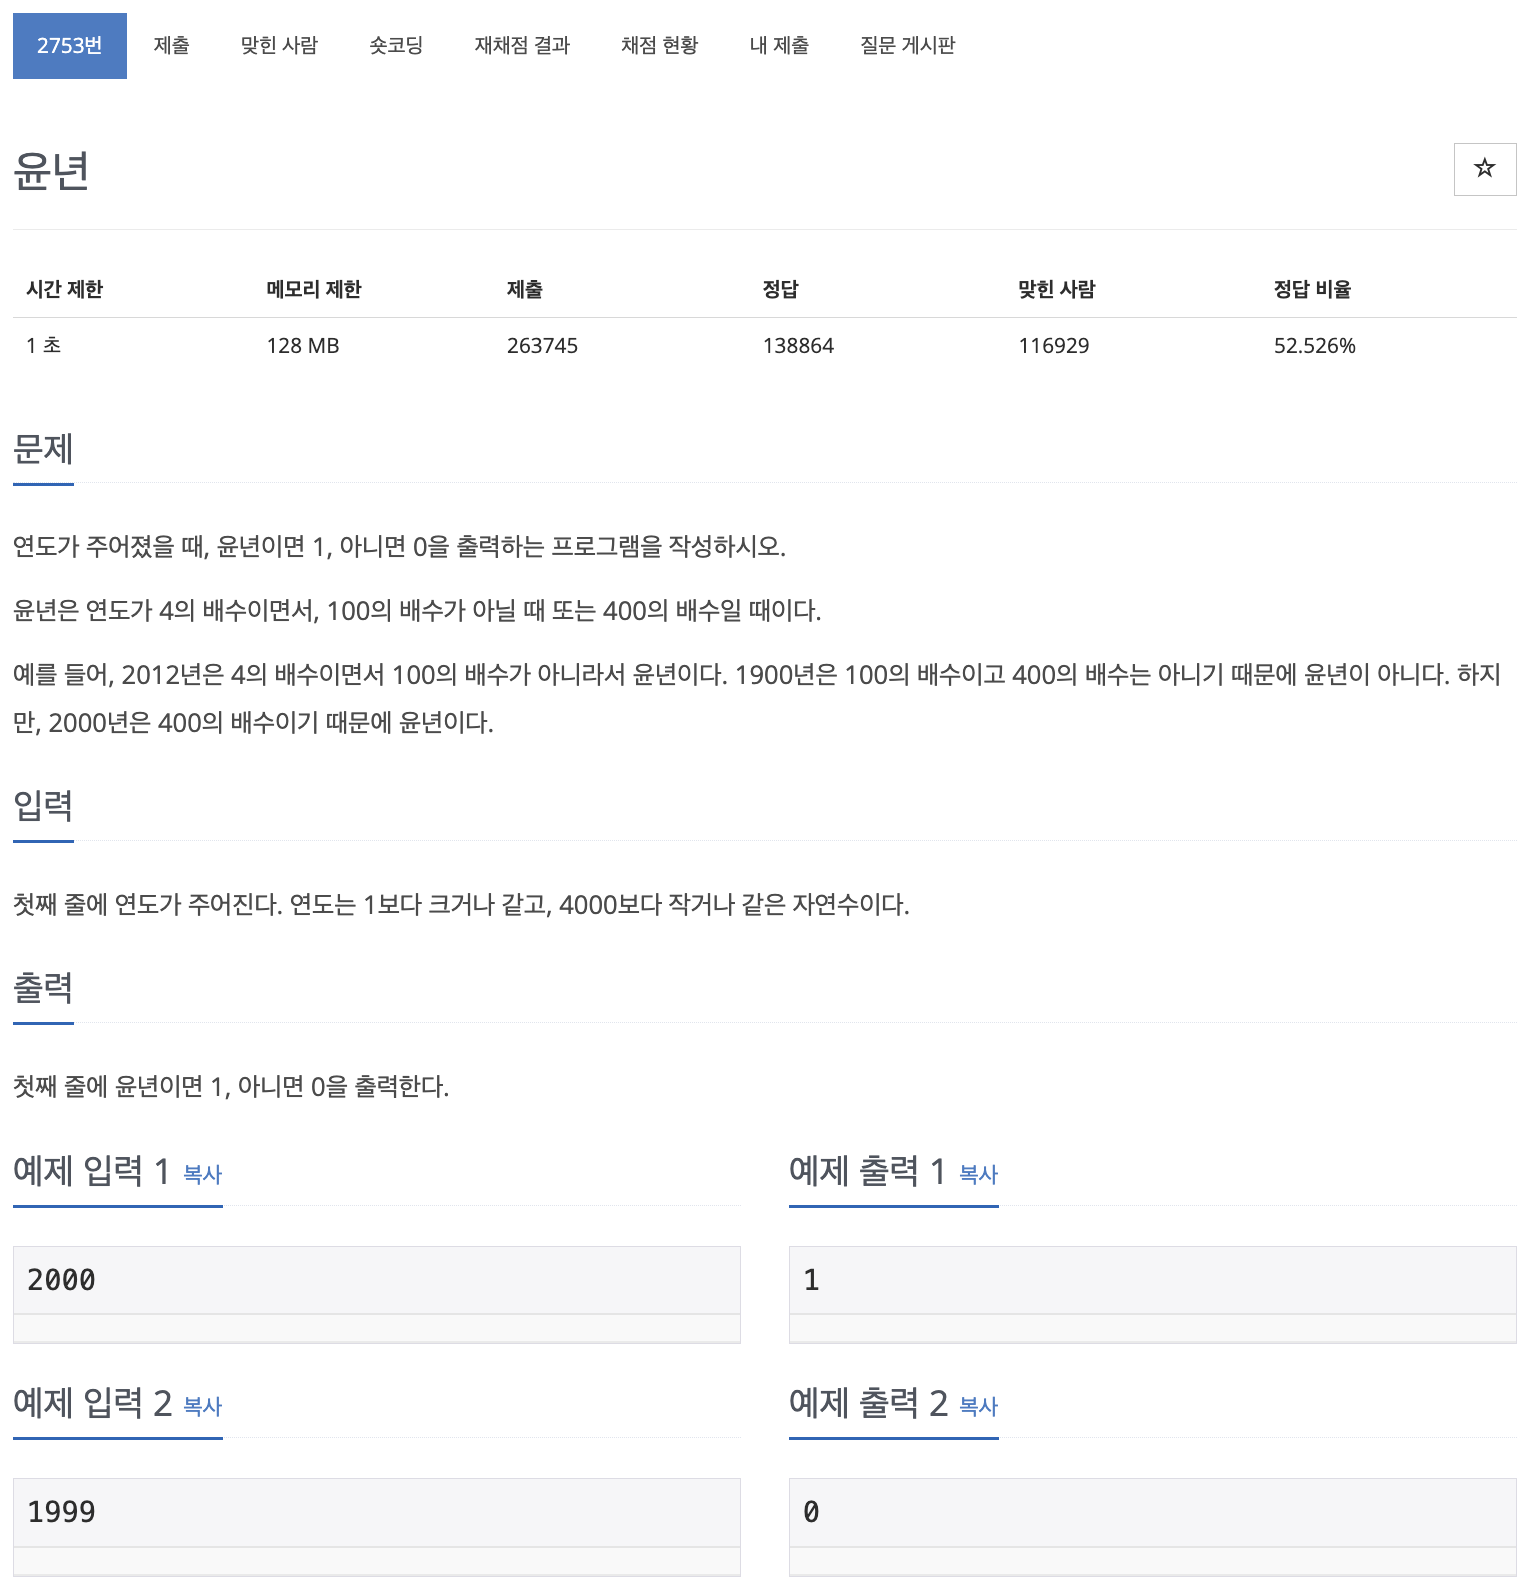 2753번 제출 맞힌 사람 숏코딩 재채점 결과 채점 현황 내 제출 질문 게시판
윤년
시간 제한 메모리 제한 제출 정답 맞힌 사람 정답 비율
1 초 128 MB 263745 138864 116929 52.526%
문제
연도가 주어졌을 때, 윤년이면 1, 아니면 0을 출력하는 프로그램을 작성하시오.
윤년은 연도가 4의 배수이면서, 100의 배수가 아닐 때 또는 400의 배수일 때이다.
예를 들어, 2012년은 4의 배수이면서 100의 배수가 아니라서 윤년이다. 1900년은 100의 배수이고 400의 배수는 아니기 때문에 윤년이 아니다. 하지
만, 2000년은 400의 배수이기 때문에 윤년이다.
입력
첫째 줄에 연도가 주어진다. 연도는 1보다 크거나 같고, 4000보다 작거나 같은 자연수이다.
출력
첫째 줄에 윤년이면 1, 아니면 0을 출력한다.
예제 입력 1 복사
2000
예제 출력 1 복사
1
예제 입력 2 복사
1999
예제 출력 2 복사
0